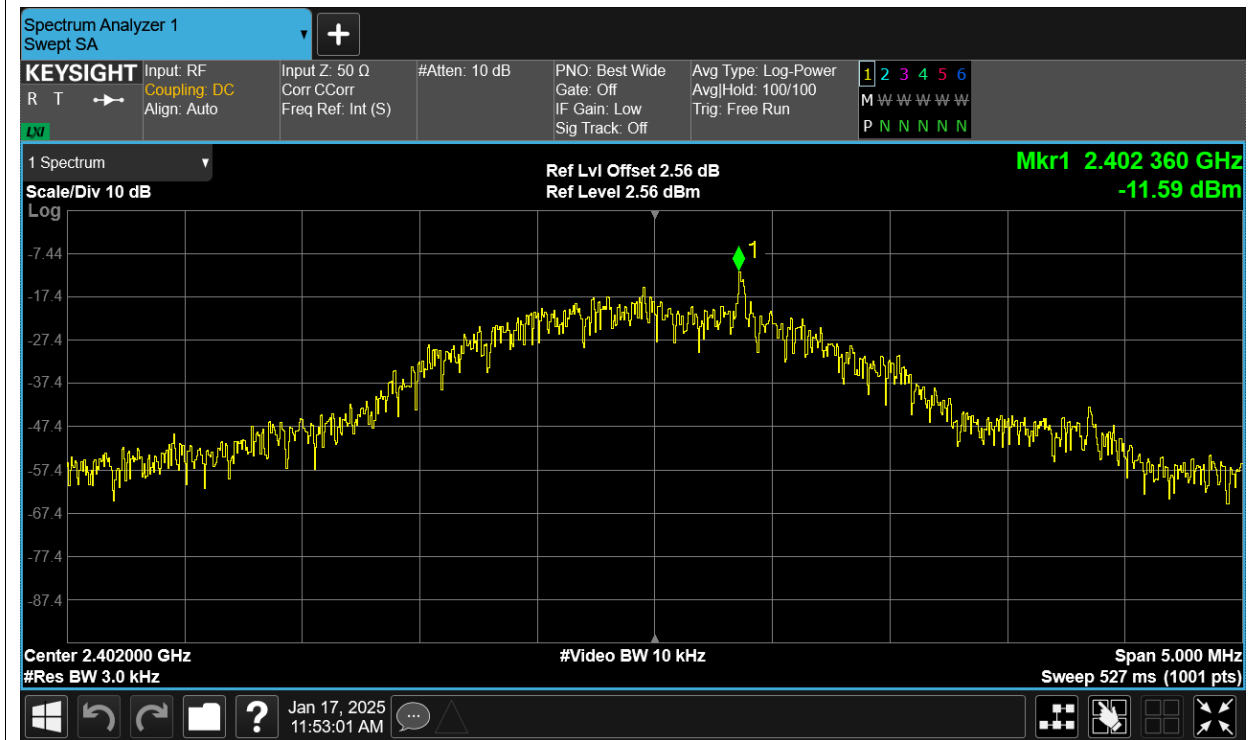 Spectrum Analyzer 1
Swept SA
KEYSIGHT
R T
LXI
Input: RF
Coupling: DC
Align: Auto
Input Z: 50 Ω
Corr CCorr
Freq Ref: Int (S)
#Atten: 10 dB
PNO: Best Wide
Gate: Off
IF Gain: Low
Sig Track: Off
Avg Type: Log-Power
Avg|Hold: 100/100
Trig: Free Run
1 2 3 4 5 6
M W W W W W
P N N N N N
1 Spectrum
Scale/Div 10 dB
Log
Ref Lvl Offset 2.56 dB
Ref Level 2.56 dBm
Mkr1 2.402 360 GHz
-11.59 dBm
1
-7.44
-17.4
-27.4
-37.4
-47.4
-57.4
-67.4
-77.4
-87.4
Center 2.402000 GHz
#Res BW 3.0 kHz
#Video BW 10 kHz
Span 5.000 MHz
Sweep 527 ms (1001 pts)
?
Jan 17, 2025
11:53:01 AM